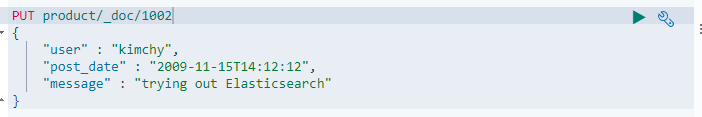 PUT product/_doc/1002
{
"user" : "kimchy",
"post_date" : "2009-11-15T14:12:12",
"message" : "trying out Elasticsearch"
}